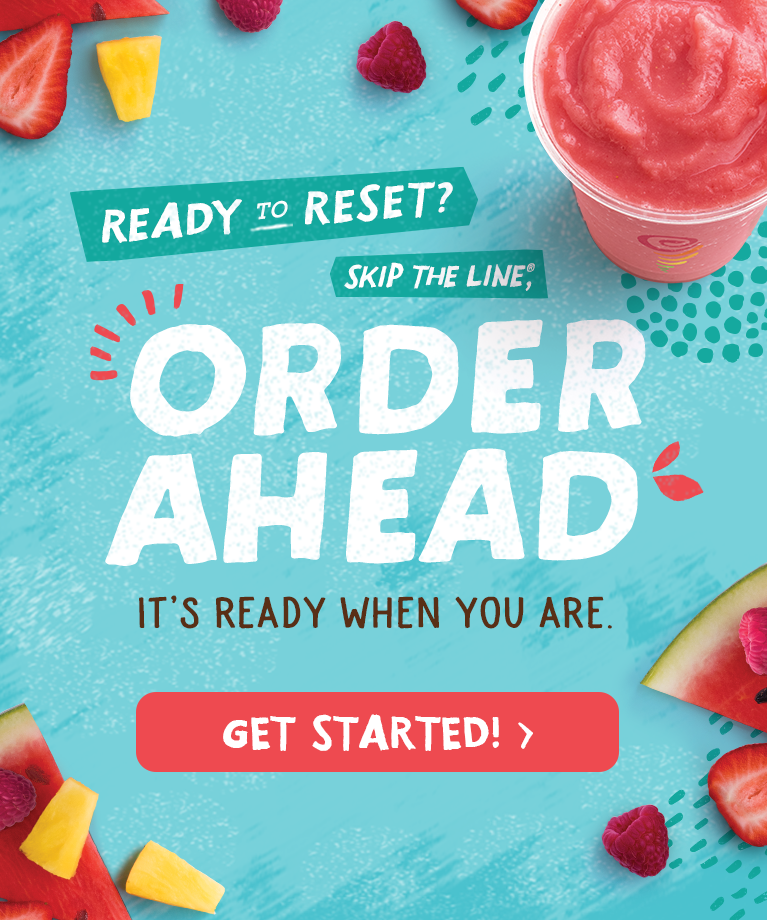 READY TO RESET?
SKIP THE LINE,®
ORDER
AHEAD
IT'S READY WHEN YOU ARE.
GET STARTED! >